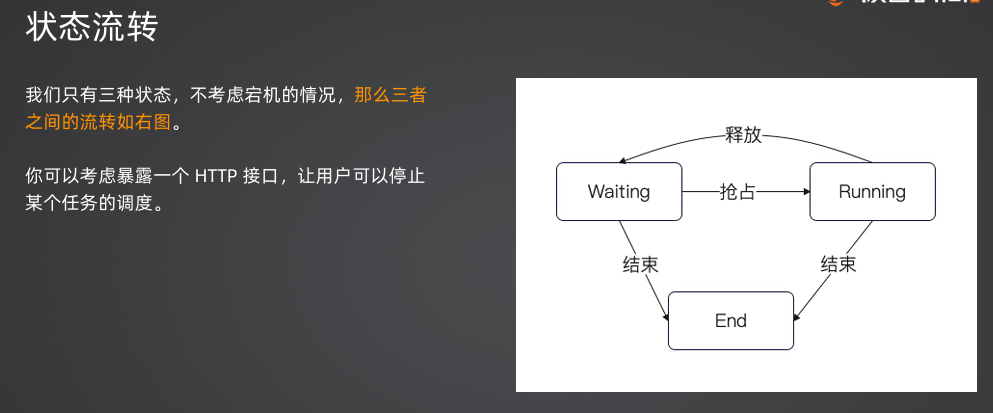 状态流转
我们只有三种状态，不考虑宕机的情况，那么三者
之间的流转如右图。
你可以考虑暴露一个 HTTP 接口，让用户可以停止
某个任务的调度。
释放
Waiting
抢占
Running
结束
结束
End